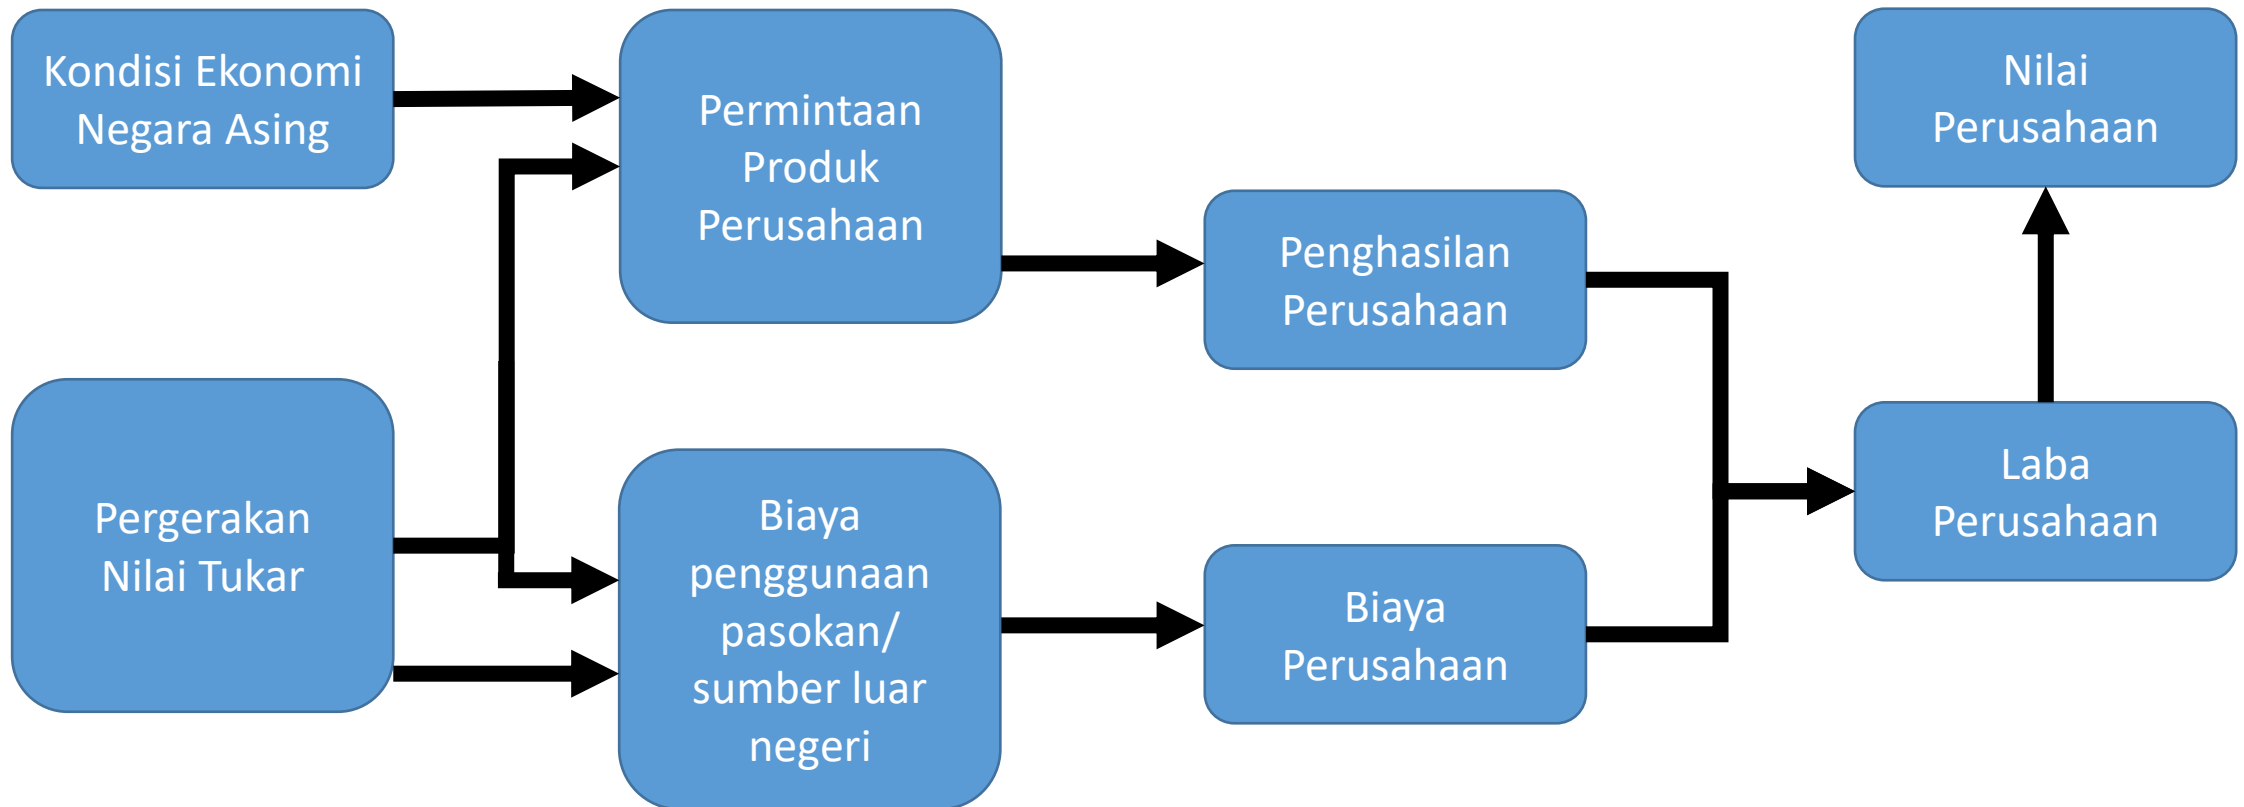 Kondisi Ekonomi
Negara Asing
Permintaan
Produk
Perusahaan
Nilai
Perusahaan
Penghasilan
Perusahaan
Pergerakan
Nilai Tukar
Biaya
penggunaan
pasokan/
sumber luar
negeri
Biaya
Perusahaan
Laba
Perusahaan